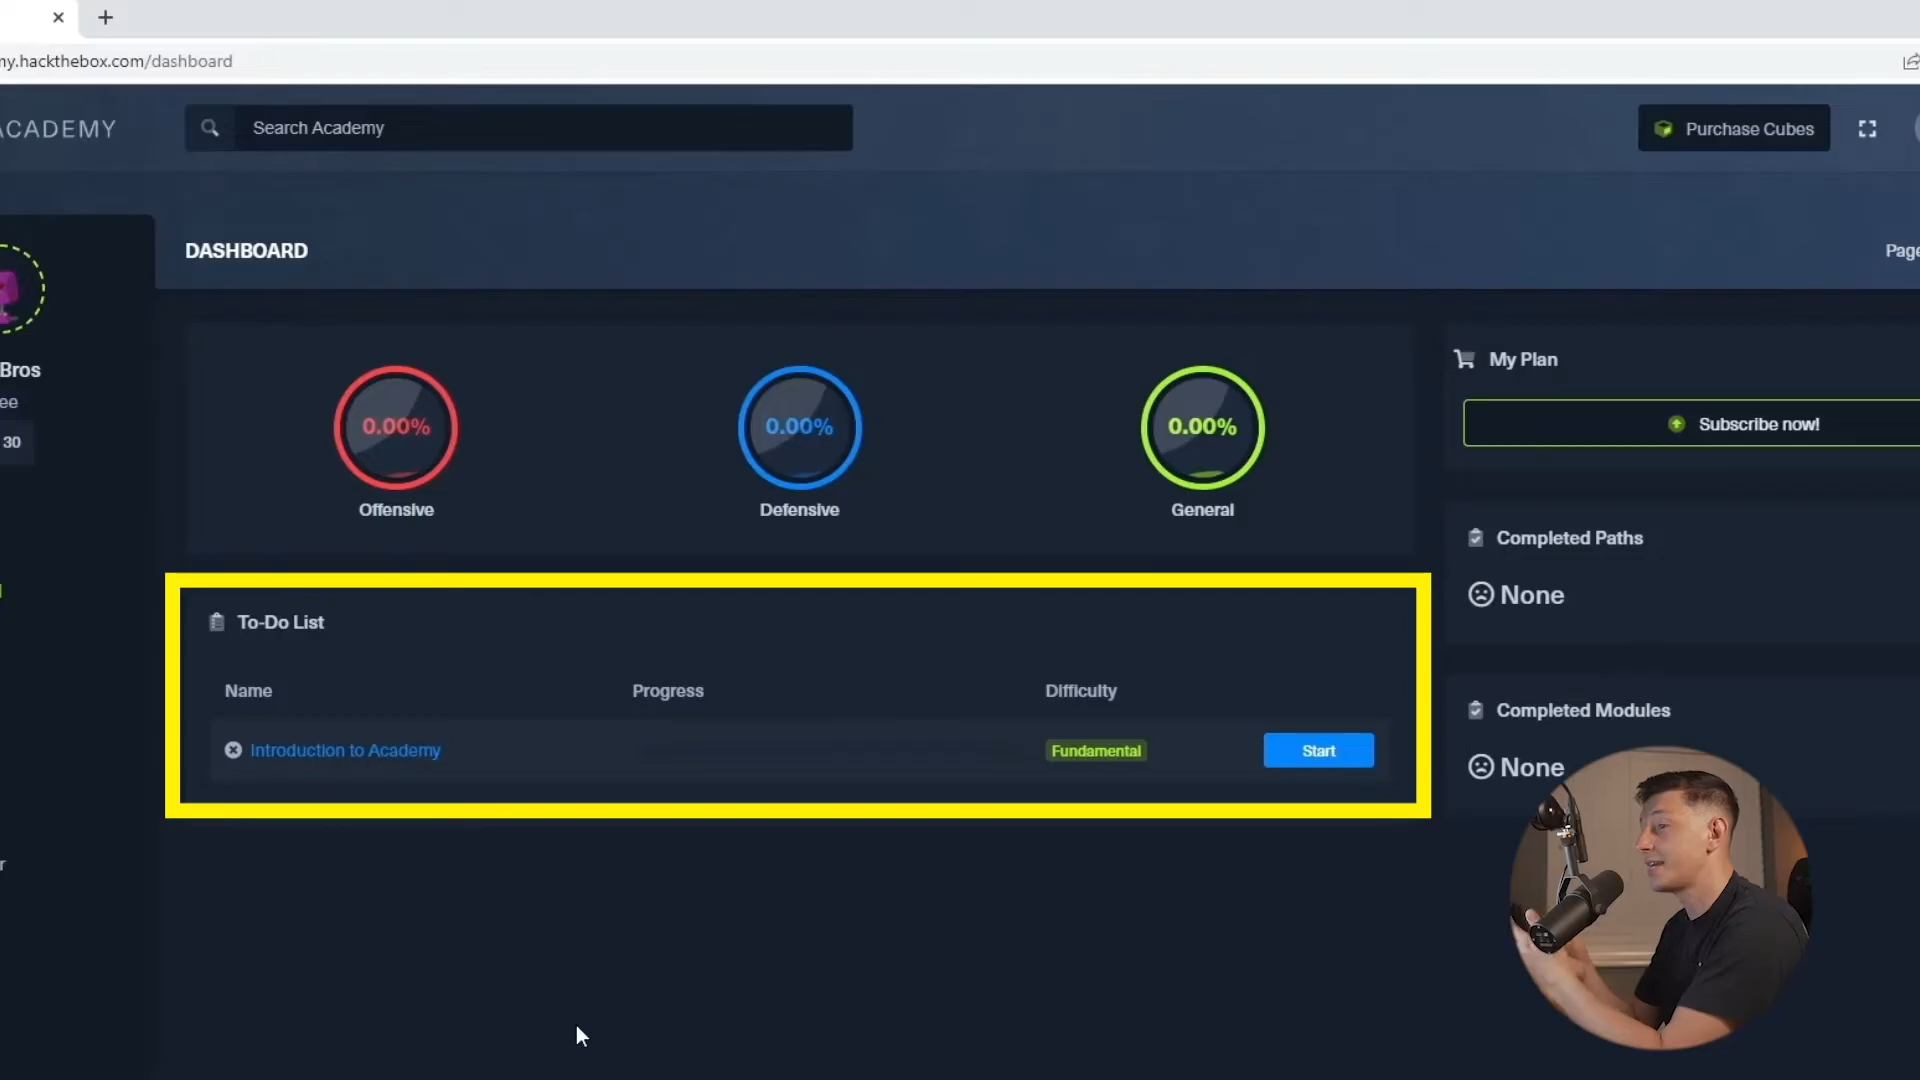 my.hackthebox.com/dashboard
ACADEMY
Search Academy
Purchase Cubes
DASHBOARD
Page
Bros
ee
30
0.00%
0.00%
0.00%
Offensive
Defensive
General
My Plan
Subscribe now!
Completed Paths
None
To-Do List
Name
Progress
Difficulty
Introduction to Academy
Fundamental
Start
Completed Modules
None
r